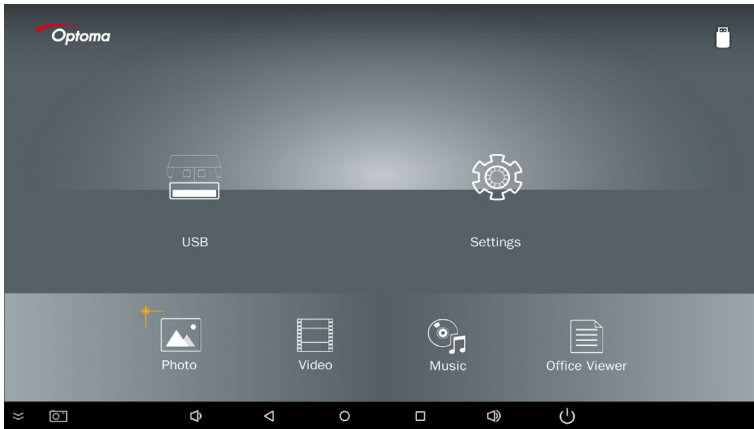 Optoma
USB
Settings
Photo
Video
Music
Office Viewer